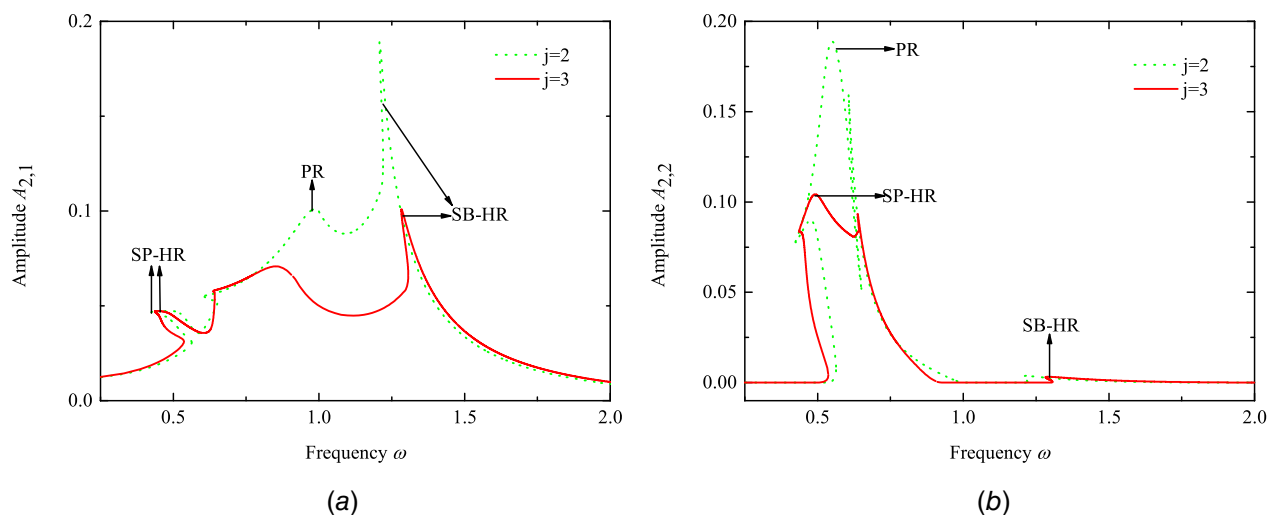 0.2
0.1
0.0
0.5
1.0
1.5
2.0
Amplitude A2,1
Frequency ω
SP-HR
PR
SB-HR
j=2
j=3
(a)
0.20
0.15
0.10
0.05
0.00
0.5
1.0
1.5
2.0
Amplitude A2,2
Frequency ω
PR
SP-HR
SB-HR
j=2
j=3
(b)